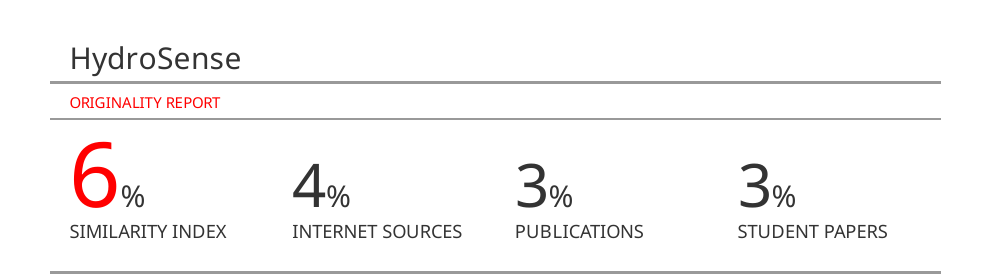 HydroSense
ORIGINALITY REPORT
6% 4% 3% 3%
SIMILARITY INDEX INTERNET SOURCES PUBLICATIONS STUDENT PAPERS